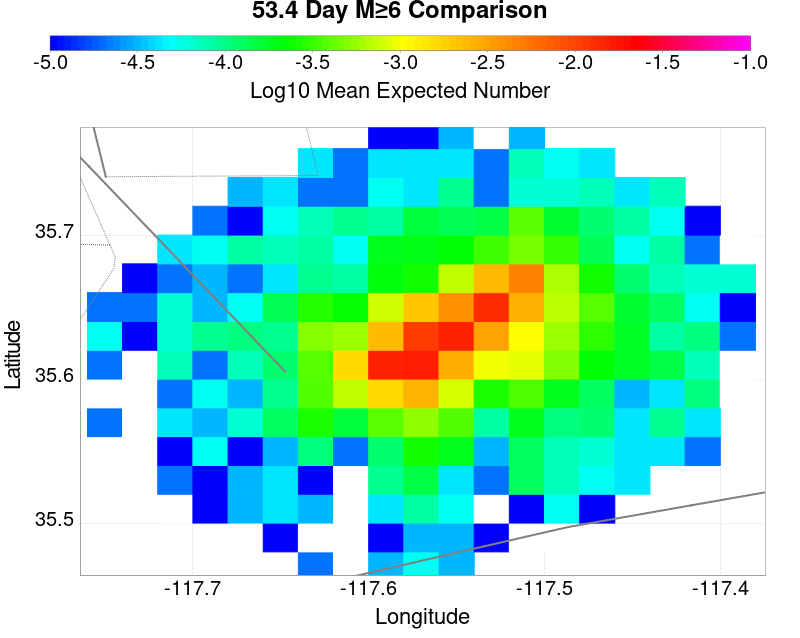 53.4 Day M≥6 Comparison
-5.0 -4.5 -4.0 -3.5 -3.0 -2.5 -2.0 -1.5 -1.0
Log10 Mean Expected Number
35.7
35.6
35.5
Latitude
-117.7 -117.6 -117.5 -117.4
Longitude